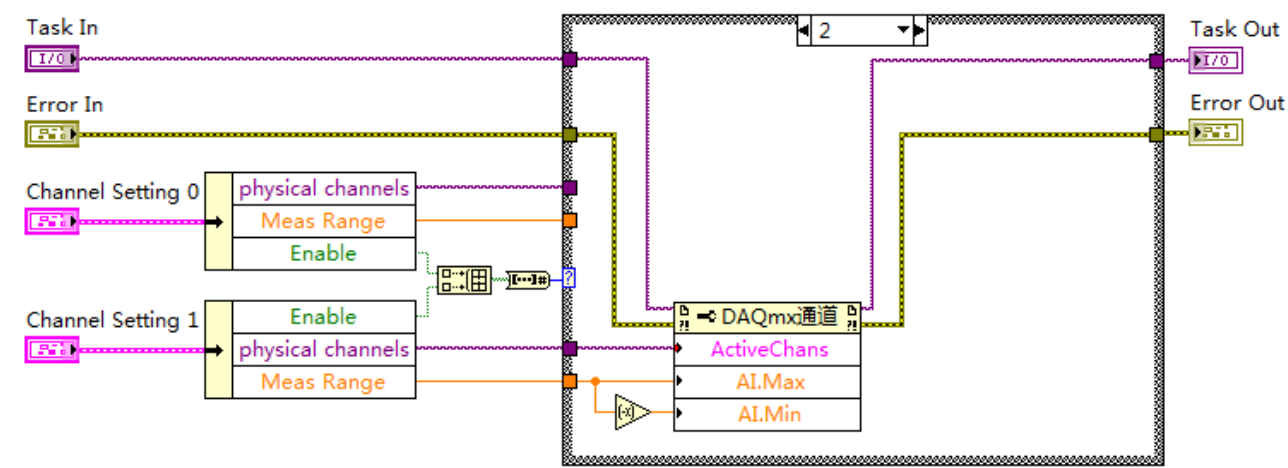 Task In
I/O
Error In
Channel Setting 0
physical channels
Meas Range
Enable
Channel Setting 1
Enable
physical channels
Meas Range
2
?
DAQmx通道
ActiveChans
AI.Max
AI.Min
(-x)
Task Out
I/O
Error Out